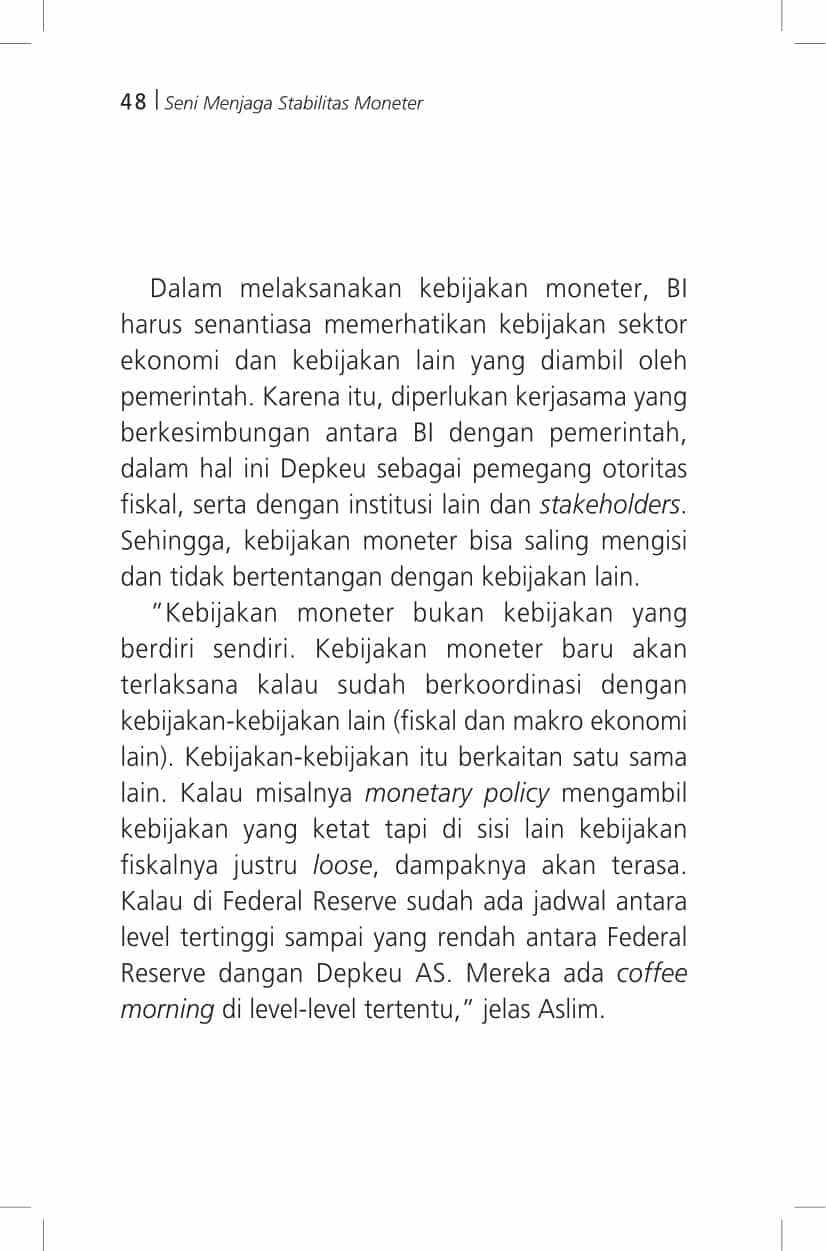 48 | Seni Menjaga Stabilitas Moneter
Dalam melaksanakan kebijakan moneter, BI
harus senantiasa memerhatikan kebijakan sektor
ekonomi dan kebijakan lain yang diambil oleh
pemerintah. Karena itu, diperlukan kerjasama yang
berkesimbungan antara BI dengan pemerintah,
dalam hal ini Depkeu sebagai pemegang otoritas
fiskal, serta dengan institusi lain dan stakeholders.
Sehingga, kebijakan moneter bisa saling mengisi
dan tidak bertentangan dengan kebijakan lain.
”Kebijakan moneter bukan kebijakan yang
berdiri sendiri. Kebijakan moneter baru akan
terlaksana kalau sudah berkoordinasi dengan
kebijakan-kebijakan lain (fiskal dan makro ekonomi
lain). Kebijakan-kebijakan itu berkaitan satu sama
lain. Kalau misalnya monetary policy mengambil
kebijakan yang ketat tapi di sisi lain kebijakan
fiskalnya justru loose, dampaknya akan terasa.
Kalau di Federal Reserve sudah ada jadwal antara
level tertinggi sampai yang rendah antara Federal
Reserve dangan Depkeu AS. Mereka ada coffee
morning di level-level tertentu,” jelas Aslim.